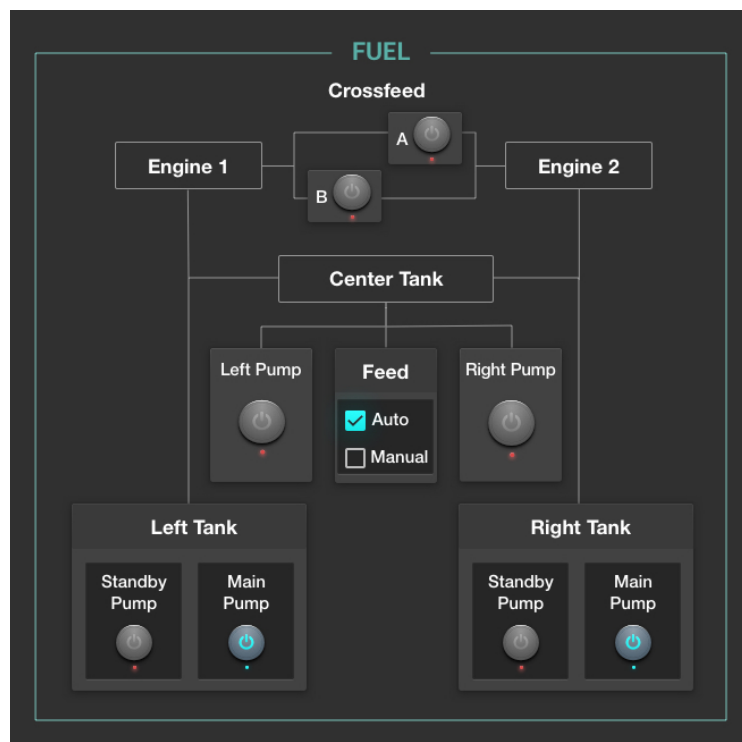 FUEL
Crossfeed
A
Engine 1
Engine 2
B
Center Tank
Left Pump
Feed
Right Pump
Auto
Manual
Left Tank
Right Tank
Standby
Pump
Main
Pump
Standby
Pump
Main
Pump